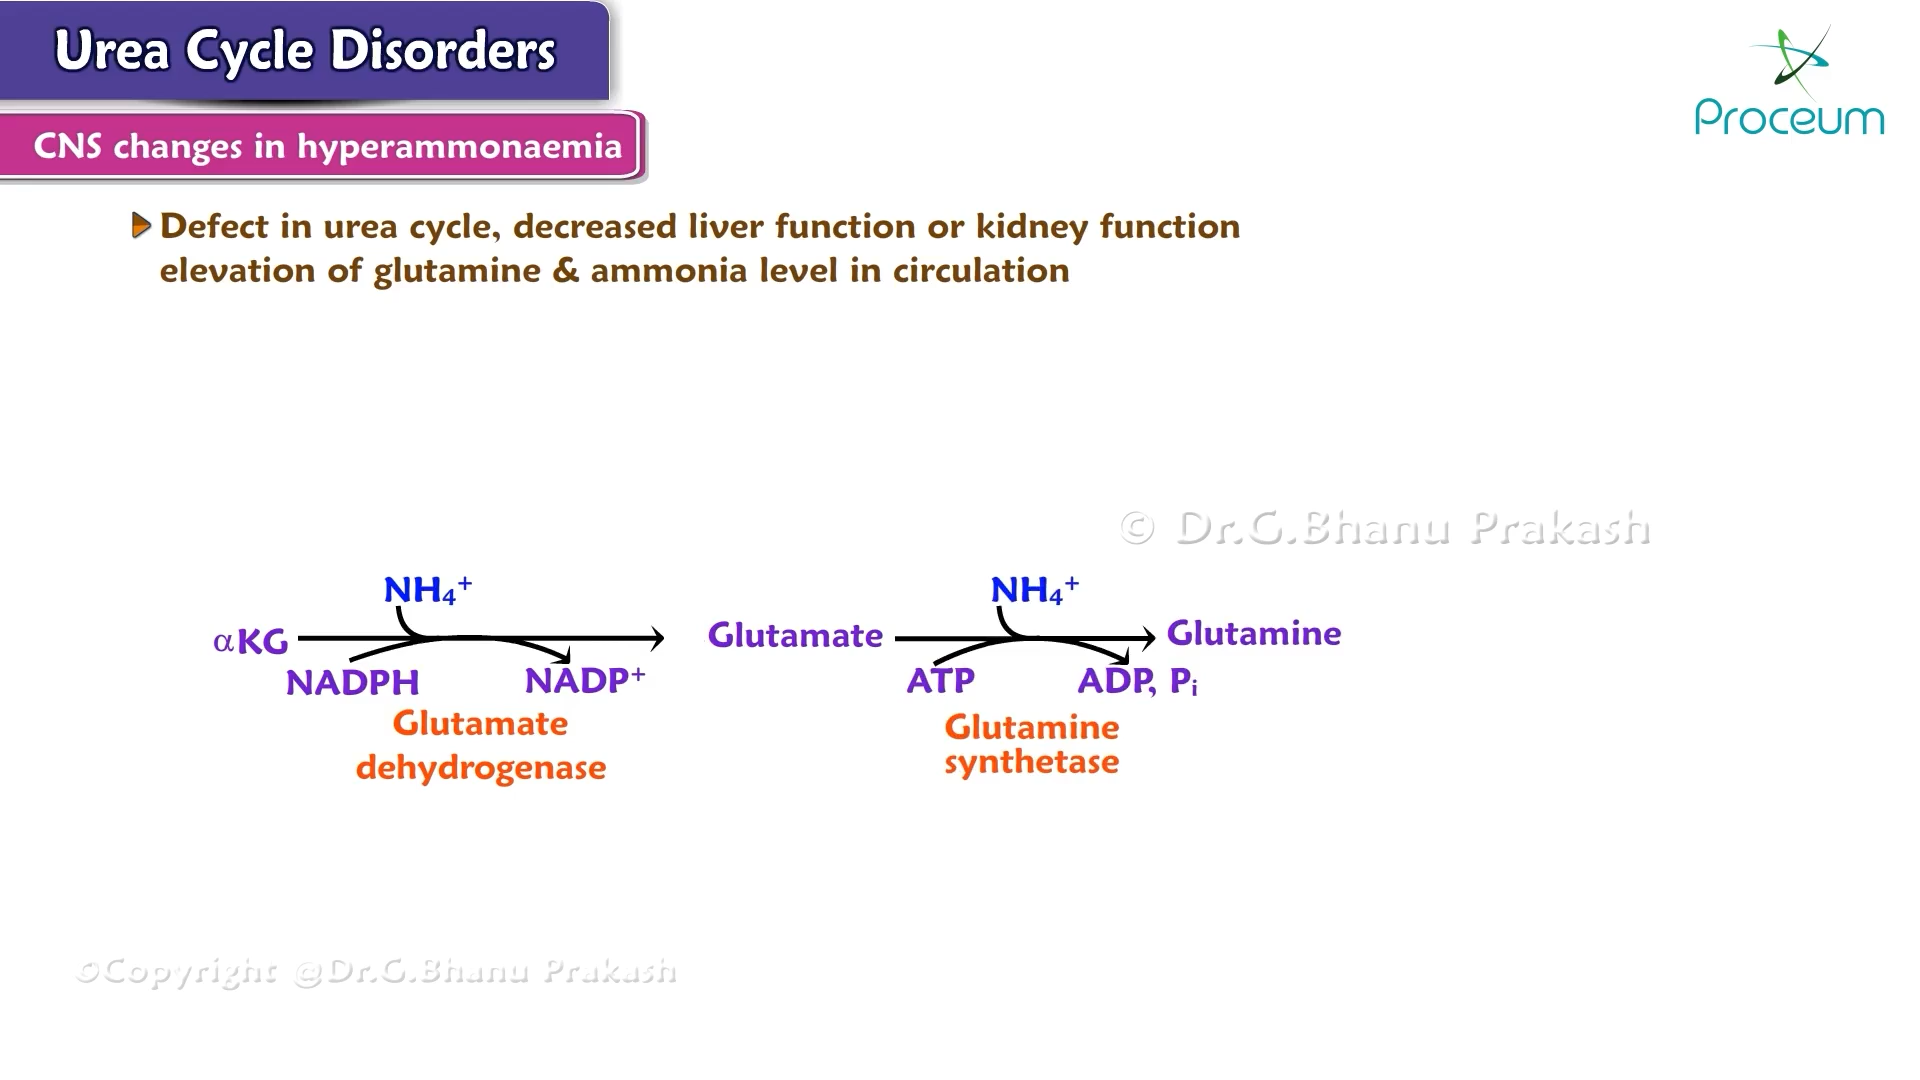 Urea Cycle Disorders
Proceum
CNS changes in hyperammonaemia
Defect in urea cycle, decreased liver function or kidney function
elevation of glutamine & ammonia level in circulation
© Dr.G.Bhanu Prakash
NH₄⁺
NH₄⁺
αKG
Glutamate
Glutamine
NADPH
NADP⁺
ATP
ADP, Pᵢ
Glutamate
dehydrogenase
Glutamine
synthetase
©Copyright @Dr.G.Bhanu Prakash